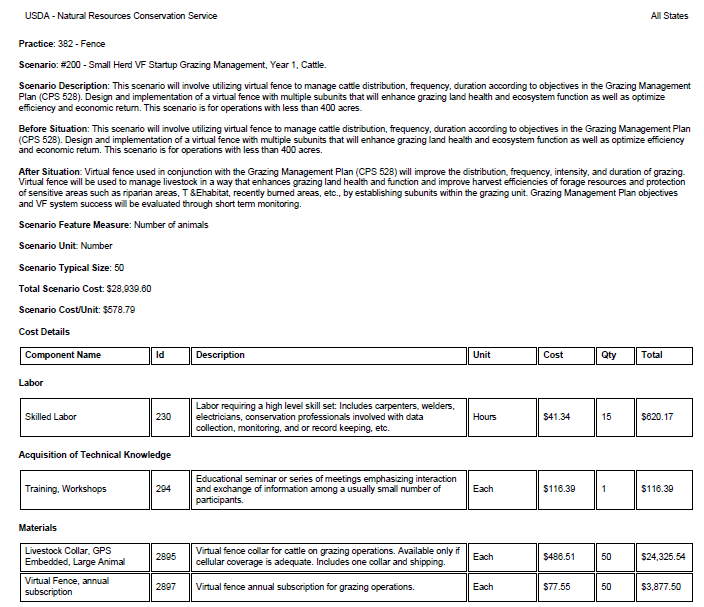 USDA - Natural Resources Conservation Service All States
Practice: 382 - Fence
Scenario: #200 - Small Herd VF Startup Grazing Management, Year 1, Cattle.
Scenario Description: This scenario will involve utilizing virtual fence to manage cattle distribution, frequency, duration according to objectives in the Grazing Management
Plan (CPS 528). Design and implementation of a virtual fence with multiple subunits that will enhance grazing land health and ecosystem function as well as optimize
efficiency and economic return. This scenario is for operations with less than 400 acres.
Before Situation: This scenario will involve utilizing virtual fence to manage cattle distribution, frequency, duration according to objectives in the Grazing Management Plan
(CPS 528). Design and implementation of a virtual fence with multiple subunits that will enhance grazing land health and ecosystem function as well as optimize efficiency
and economic return. This scenario is for operations with less than 400 acres.
After Situation: Virtual fence used in conjunction with the Grazing Management Plan (CPS 528) will improve the distribution, frequency, intensity, and duration of grazing.
Virtual fence will be used to manage livestock in a way that enhances grazing land health and function and improve harvest efficiencies of forage resources and protection
of sensitive areas such as riparian areas, T &Ehabitat, recently burned areas, etc., by establishing subunits within the grazing unit. Grazing Management Plan objectives
and VF system success will be evaluated through short term monitoring.
Scenario Feature Measure: Number of animals
Scenario Unit: Number
Scenario Typical Size: 50
Total Scenario Cost: $28,939.60
Scenario Cost/Unit: $578.79
Cost Details
Component Name Id Description Unit Cost Qty Total
Labor
Skilled Labor 230 Labor requiring a high level skill set: Includes carpenters, welders, electricians, conservation professionals involved with data collection, monitoring, and or record keeping, etc. Hours $41.34 15 $620.17
Acquisition of Technical Knowledge
Training, Workshops 294 Educational seminar or series of meetings emphasizing interaction and exchange of information among a usually small number of participants. Each $116.39 1 $116.39
Materials
Livestock Collar, GPS Embedded, Large Animal 2895 Virtual fence collar for cattle on grazing operations. Available only if cellular coverage is adequate. Includes one collar and shipping. Each $486.51 50 $24,325.54
Virtual Fence, annual subscription 2897 Virtual fence annual subscription for grazing operations. Each $77.55 50 $3,877.50